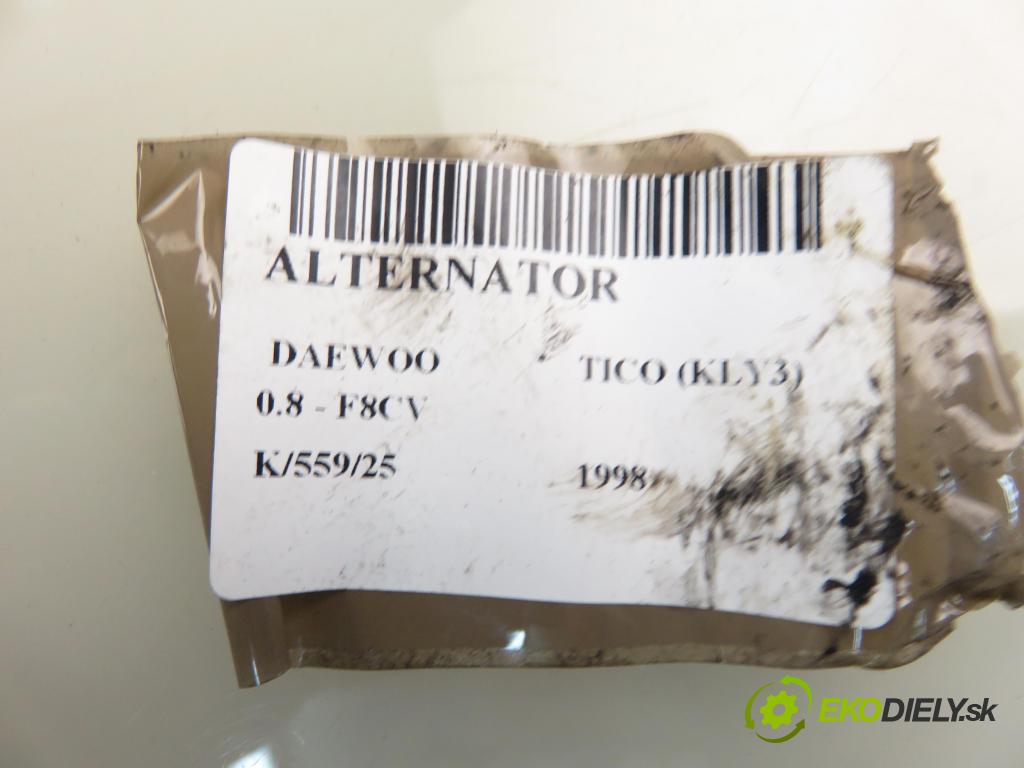 ALTERNATOR
DAEWOO TICO (KLY3)
0.8 - F8CV
K/559/25 1998
EKODIELY.sk